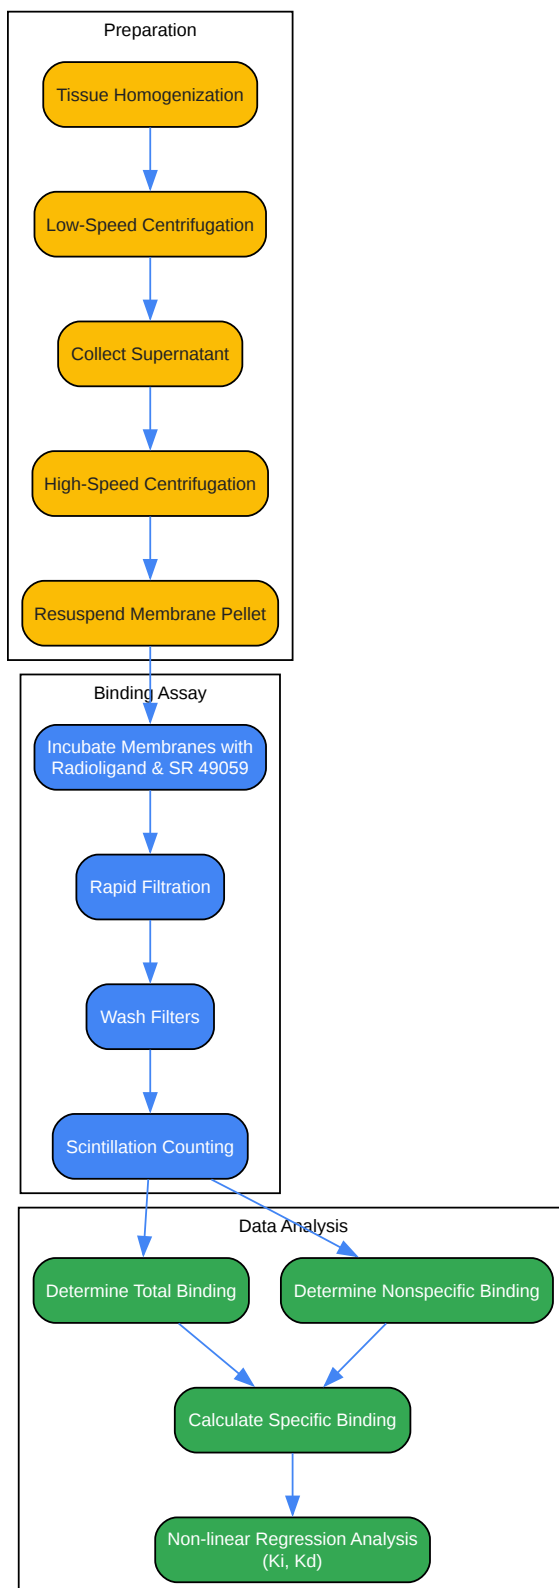 Preparation
Tissue Homogenization
Low-Speed Centrifugation
Collect Supernatant
High-Speed Centrifugation
Resuspend Membrane Pellet
Binding Assay
Incubate Membranes with
Radioligand & SR 49059
Rapid Filtration
Wash Filters
Scintillation Counting
Data Analysis
Determine Total Binding
Determine Nonspecific Binding
Calculate Specific Binding
Non-linear Regression Analysis
(Ki, Kd)